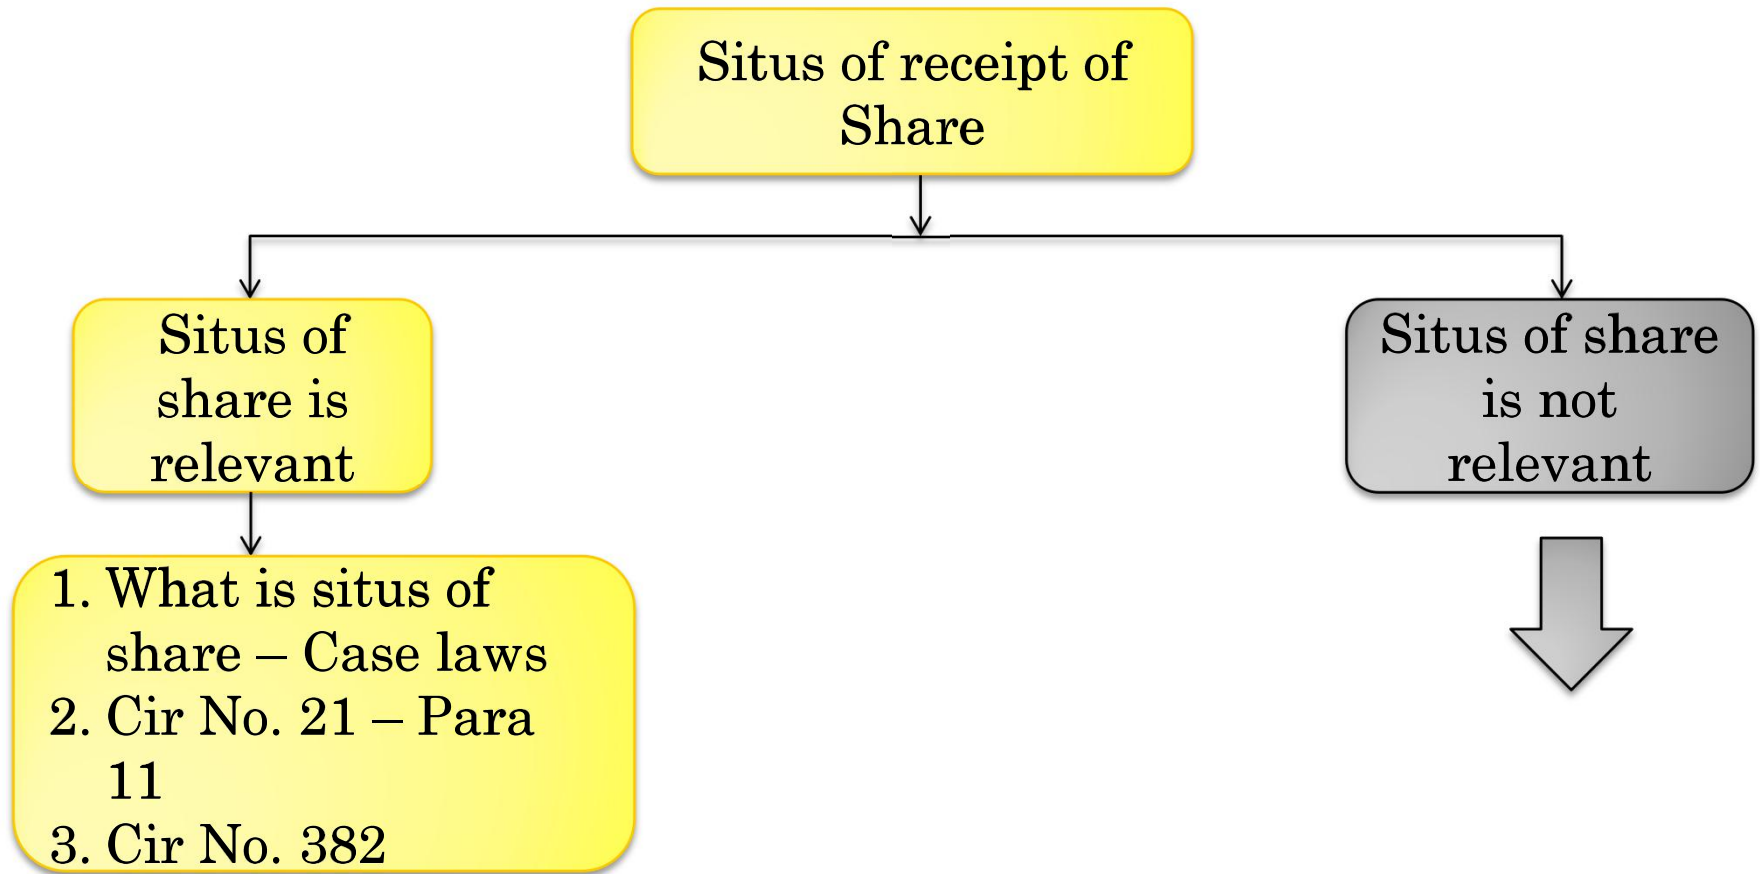 Situs of receipt of
Share
Situs of
share is
relevant
Situs of share
is not
relevant
1. What is situs of
share – Case laws
2. Cir No. 21 – Para
11
3. Cir No. 382